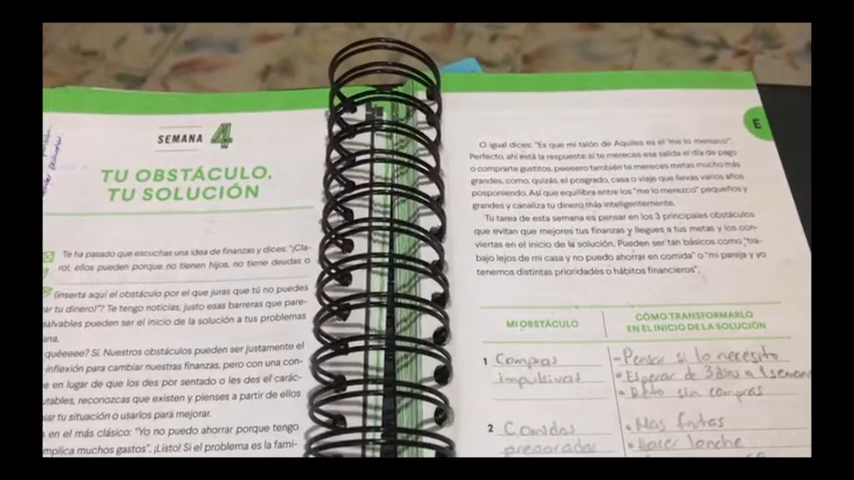 SEMANA 4
TU OBSTÁCULO,
TU SOLUCIÓN
Te ha pasado que escuchas una idea de finanzas y dices: "¡Cla-
ro!, ellos pueden porque no tienen hijos, no tiene deudas o
(inserta aquí el obstáculo por el que juras que tú no puedes
ar tu dinero)"? Te tengo noticias, justo esas barreras que pare-
salvables pueden ser el inicio de la solución a tus problemas
ana.
quéeeee? Sí. Nuestros obstáculos pueden ser justamente el
inflexión para cambiar nuestras finanzas, pero con una con-
e en lugar de que los des por sentado o les des el carác-
utables, reconozcas que existen y pienses a partir de ellos
iar tu situación o usarlos para mejorar.
en el más clásico: "Yo no puedo ahorrar porque tengo
mplica muchos gastos". ¡Listo! Si el problema es la fami-
E
O igual dices: "Es que mi talón de Aquiles es el 'me lo merezco'".
Perfecto, ahí está la respuesta: si te mereces esa salida el día de pago
o comprarte gustitos, peeeero también te mereces metas mucho más
grandes, como, quizás, el posgrado, casa o viaje que llevas varios años
posponiendo. Así que equilibra entre los "me lo merezco" pequeños y
grandes y canaliza tu dinero más inteligentemente.
Tu tarea de esta semana es pensar en los 3 principales obstáculos
que evitan que mejores tus finanzas y llegues a tus metas y los con-
viertas en el inicio de la solución. Pueden ser tan básicos como "tra-
bajo lejos de mi casa y no puedo ahorrar en comida" o "mi pareja y yo
tenemos distintas prioridades o hábitos financieros".
MI OBSTÁCULO
CÓMO TRANSFORMARLO
EN EL INICIO DE LA SOLUCIÓN
1 Compras
impulsivas
- Pensar si lo necesito
• Esperar de 3 días a 1 semana
• Reto sin compras
2 Comidas
preparadas
• Mas frutas
• Hacer lonche